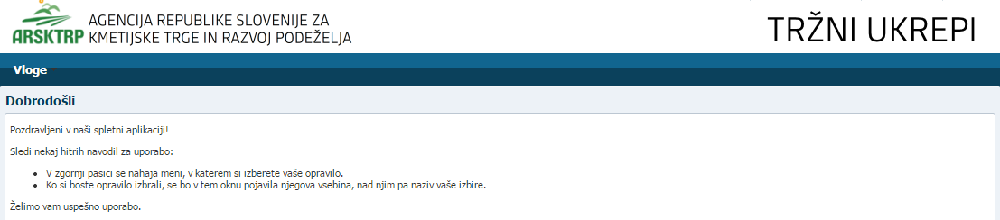 ARSKTRP
AGENCIJA REPUBLIKE SLOVENIJE ZA
KMETIJSKE TRGE IN RAZVOJ PODEŽELJA
TRŽNI UKREPI
Vloge
Dobrodošli
Pozdravljeni v naši spletni aplikaciji!
Sledi nekaj hitrih navodil za uporabo:
• V zgornji pasici se nahaja meni, v katerem si izberete vaše opravilo.
• Ko si boste opravilo izbrali, se bo v tem oknu pojavila njegova vsebina, nad njim pa naziv vaše izbire.
Želimo vam uspešno uporabo.